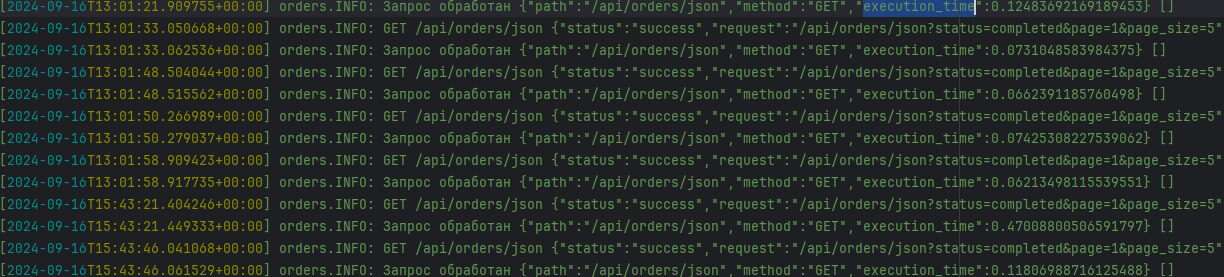 [2024-09-16T13:01:21.909755+00:00] orders.INFO: Запрос обработан {"path":"/api/orders/json","method":"GET","execution_time":0.12483692169189453} []
[2024-09-16T13:01:33.050668+00:00] orders.INFO: GET /api/orders/json {"status":"success","request":"/api/orders/json?status=completed&page=1&page_size=5"
[2024-09-16T13:01:33.062536+00:00] orders.INFO: Запрос обработан {"path":"/api/orders/json","method":"GET","execution_time":0.0731048583984375} []
[2024-09-16T13:01:48.504044+00:00] orders.INFO: GET /api/orders/json {"status":"success","request":"/api/orders/json?status=completed&page=1&page_size=5"
[2024-09-16T13:01:48.515562+00:00] orders.INFO: Запрос обработан {"path":"/api/orders/json","method":"GET","execution_time":0.0662391185760498} []
[2024-09-16T13:01:50.266989+00:00] orders.INFO: GET /api/orders/json {"status":"success","request":"/api/orders/json?status=completed&page=1&page_size=5"
[2024-09-16T13:01:50.279037+00:00] orders.INFO: Запрос обработан {"path":"/api/orders/json","method":"GET","execution_time":0.07425308227539062} []
[2024-09-16T13:01:58.909423+00:00] orders.INFO: GET /api/orders/json {"status":"success","request":"/api/orders/json?status=completed&page=1&page_size=5"
[2024-09-16T13:01:58.917735+00:00] orders.INFO: Запрос обработан {"path":"/api/orders/json","method":"GET","execution_time":0.06213498115539551} []
[2024-09-16T15:43:21.404246+00:00] orders.INFO: GET /api/orders/json {"status":"success","request":"/api/orders/json?status=completed&page=1&page_size=5"
[2024-09-16T15:43:21.449333+00:00] orders.INFO: Запрос обработан {"path":"/api/orders/json","method":"GET","execution_time":0.47008800506591797} []
[2024-09-16T15:43:46.041068+00:00] orders.INFO: GET /api/orders/json {"status":"success","request":"/api/orders/json?status=completed&page=1&page_size=5"
[2024-09-16T15:43:46.061529+00:00] orders.INFO: Запрос обработан {"path":"/api/orders/json","method":"GET","execution_time":0.11806988716125488} []